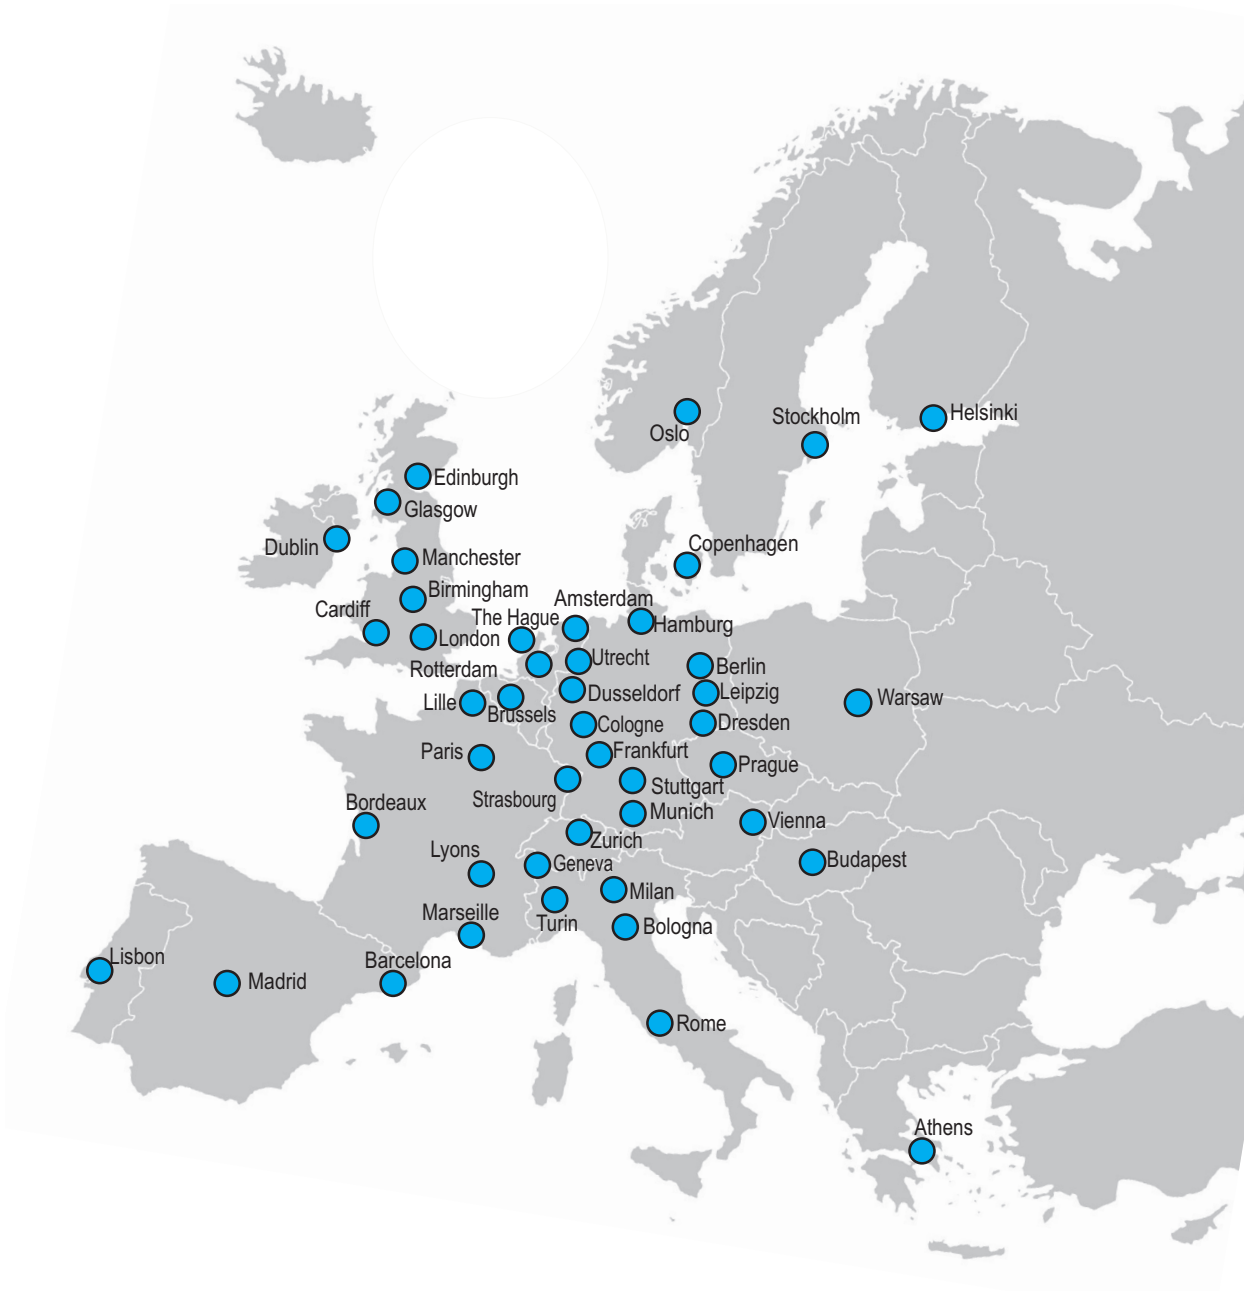 Helsinki
Stockholm
Oslo
Edinburgh
Glasgow
Dublin
Copenhagen
Manchester
Birmingham
Amsterdam
Cardiff
The Hague
Hamburg
London
Utrecht
Rotterdam
Berlin
Dusseldorf
Leipzig
Warsaw
Lille
Brussels
Cologne
Dresden
Paris
Frankfurt
Prague
Stuttgart
Strasbourg
Bordeaux
Munich
Vienna
Zurich
Lyons
Geneva
Budapest
Milan
Marseille
Turin
Bologna
Lisbon
Barcelona
Madrid
Rome
Athens